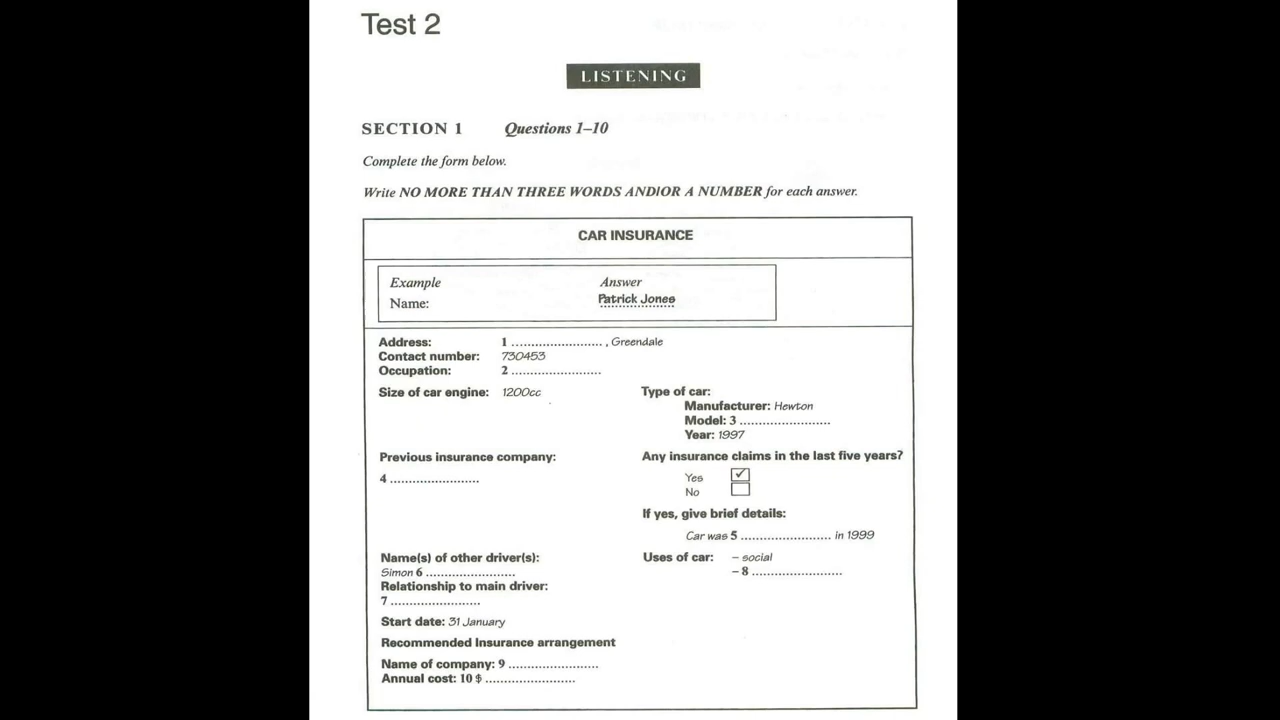 Test 2
LISTENING
SECTION 1 Questions 1–10
Complete the form below.
Write NO MORE THAN THREE WORDS AND/OR A NUMBER for each answer.
CAR INSURANCE
Example Answer
Name: Patrick Jones
Address: 1 ........................ , Greendale
Contact number: 730453
Occupation: 2 ........................
Size of car engine: 1200cc
Type of car:
Manufacturer: Hewton
Model: 3 ........................
Year: 1997
Previous insurance company:
4 ........................
Any insurance claims in the last five years?
Yes ✓
No
If yes, give brief details:
Car was 5 ........................ in 1999
Name(s) of other driver(s):
Simon 6 ........................
Relationship to main driver:
7 ........................
Uses of car: – social
– 8 ........................
Start date: 31 January
Recommended Insurance arrangement
Name of company: 9 ........................
Annual cost: 10 $ ........................